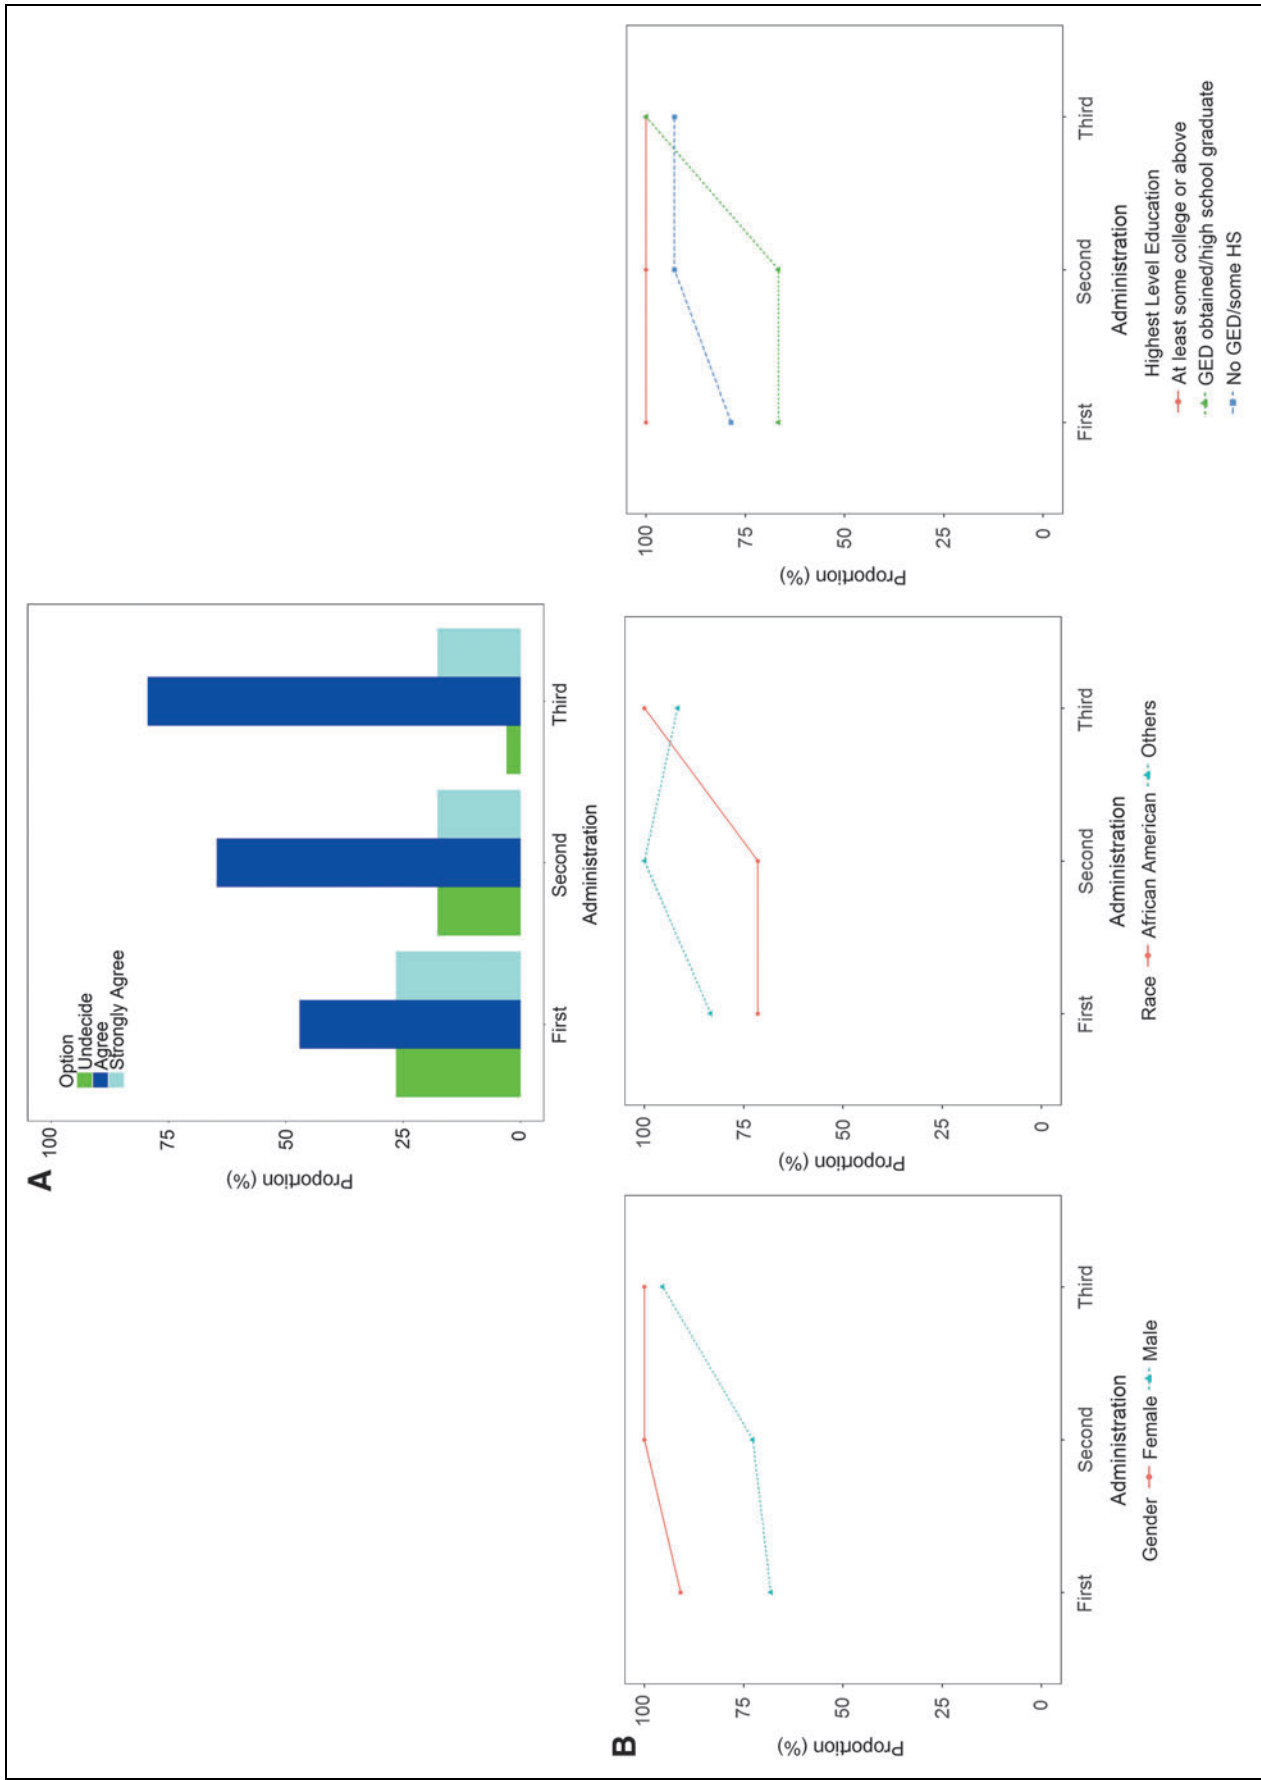 A
Proportion (%)
100
75
50
25
0
Option
Undecide
Agree
Strongly Agree
First
Second
Third
Administration
B
Proportion (%)
100
75
50
25
0
First
Second
Third
Administration
Gender Female Male
Proportion (%)
100
75
50
25
0
First
Second
Third
Administration
Race African American Others
Proportion (%)
100
75
50
25
0
First
Second
Third
Administration
Highest Level Education
At least some college or above
GED obtained/high school graduate
No GED/some HS